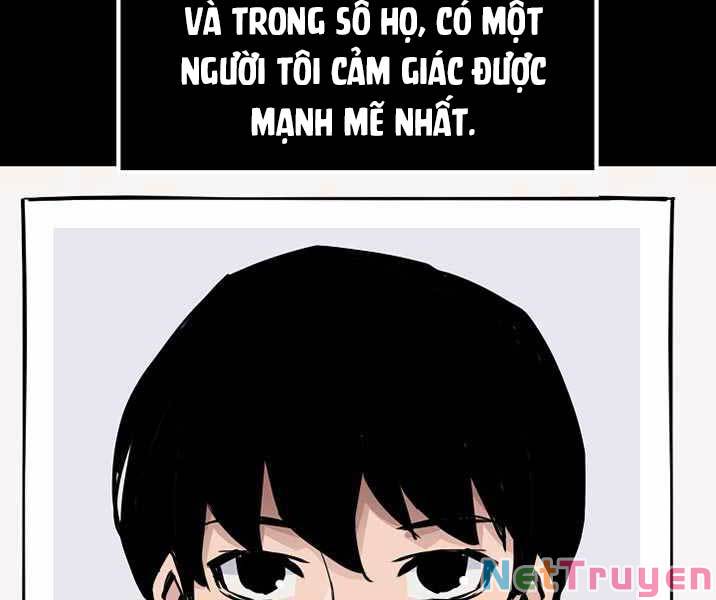 VÀ TRONG SỐ HỌ, CÓ MỘT
NGƯỜI TÔI CẢM GIÁC ĐƯỢC
MẠNH MẼ NHẤT.
NetTruyen